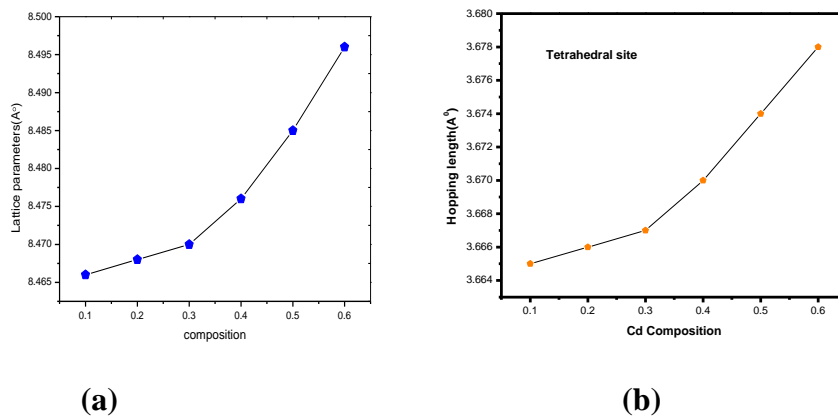 8.500
8.495
8.490
8.485
8.480
8.475
8.470
8.465
Lattice parameters(A°)
0.1 0.2 0.3 0.4 0.5 0.6
composition
(a)
3.680
3.678
3.676
3.674
3.672
3.670
3.668
3.666
3.664
Hopping length(A⁰)
Tetrahedral site
0.1 0.2 0.3 0.4 0.5 0.6
Cd Composition
(b)